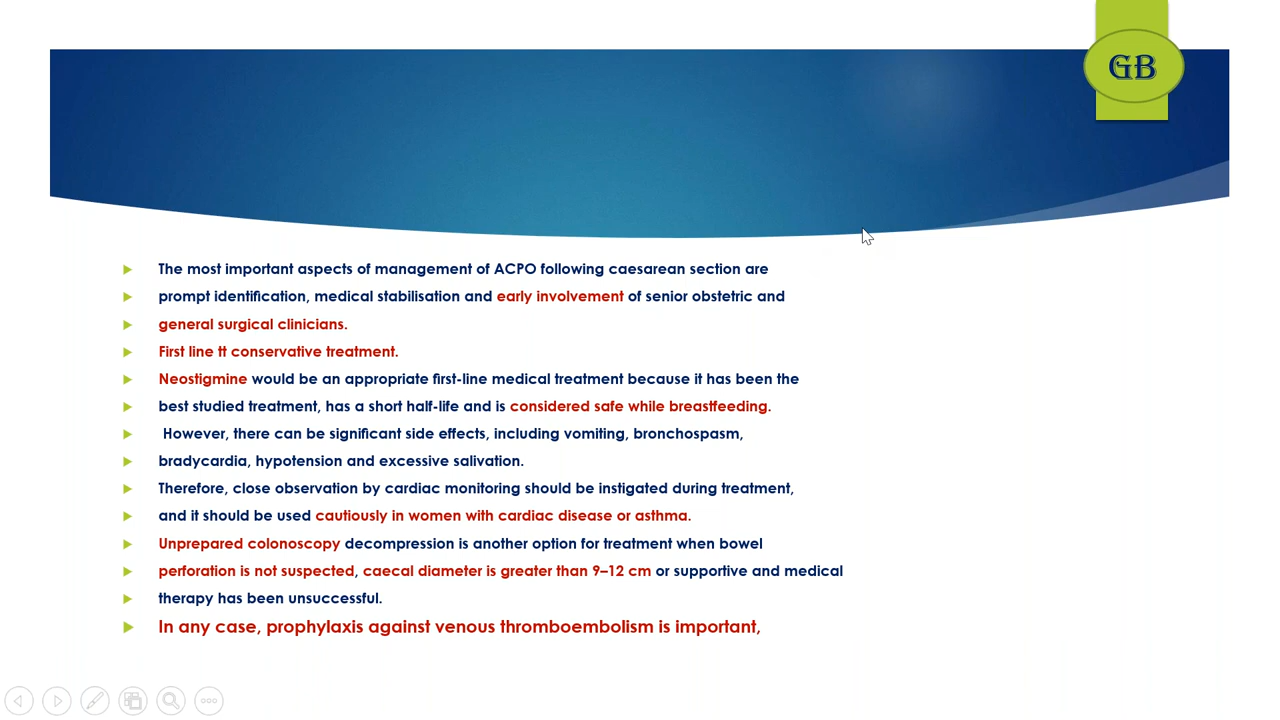 GB
The most important aspects of management of ACPO following caesarean section are
prompt identification, medical stabilisation and early involvement of senior obstetric and
general surgical clinicians.
First line tt conservative treatment.
Neostigmine would be an appropriate first-line medical treatment because it has been the
best studied treatment, has a short half-life and is considered safe while breastfeeding.
However, there can be significant side effects, including vomiting, bronchospasm,
bradycardia, hypotension and excessive salivation.
Therefore, close observation by cardiac monitoring should be instigated during treatment,
and it should be used cautiously in women with cardiac disease or asthma.
Unprepared colonoscopy decompression is another option for treatment when bowel
perforation is not suspected, caecal diameter is greater than 9–12 cm or supportive and medical
therapy has been unsuccessful.
In any case, prophylaxis against venous thromboembolism is important,